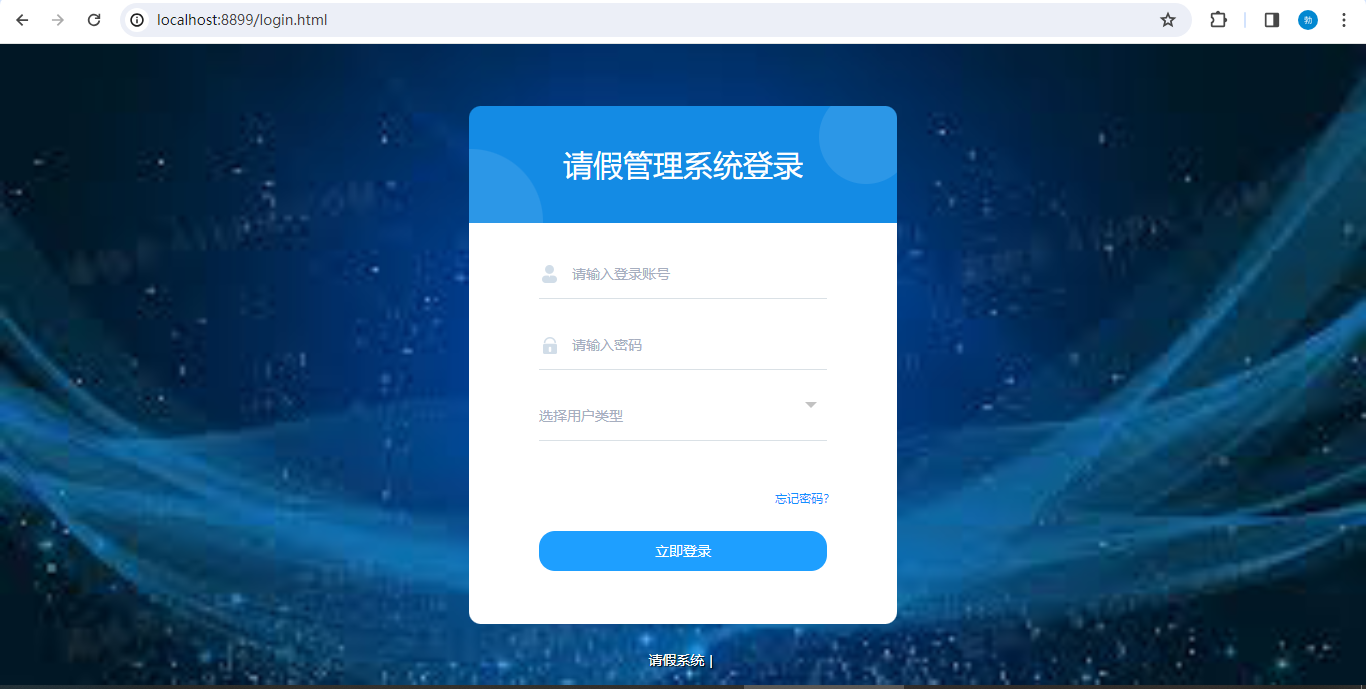 localhost:8899/login.html
勃
请假管理系统登录
请输入登录账号
请输入密码
选择用户类型
忘记密码?
立即登录
请假系统 |